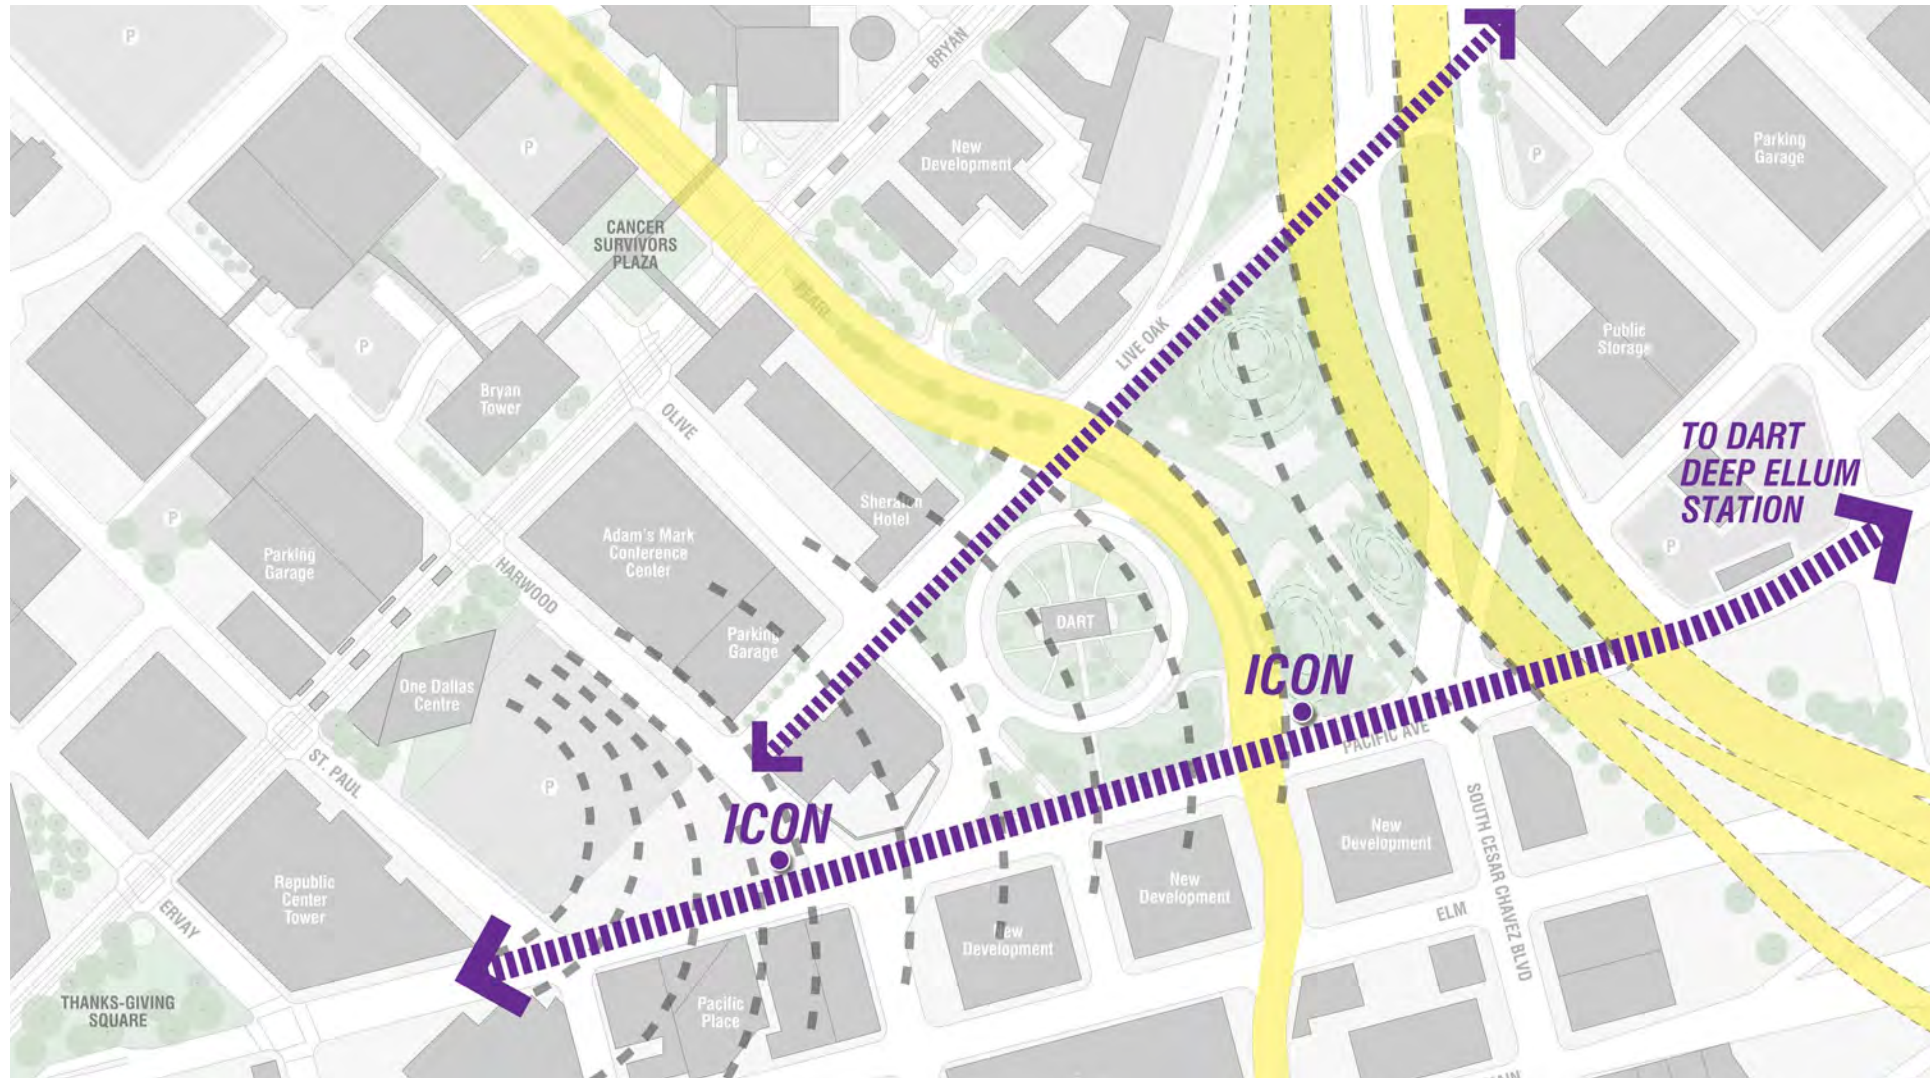 P
BRYAN
P
New
Development
P
Parking
Garage
CANCER
SURVIVORS
PLAZA
PEARL
LIVE OAK
Public
Storage
P
Bryan
Tower
OLIVE
TO DART
DEEP ELLUM
STATION
P
Sheraton
Hotel
Adam's Mark
Conference
Center
P
Parking
Garage
HARWOOD
DART
Parking
Garage
One Dallas
Centre
ICON
PACIFIC AVE
ST. PAUL
P
ICON
SOUTH CESAR CHAVEZ BLVD
New
Development
Republic
Center
Tower
New
Development
ELM
ERVAY
New
Development
THANKS-GIVING
SQUARE
Pacific
Place